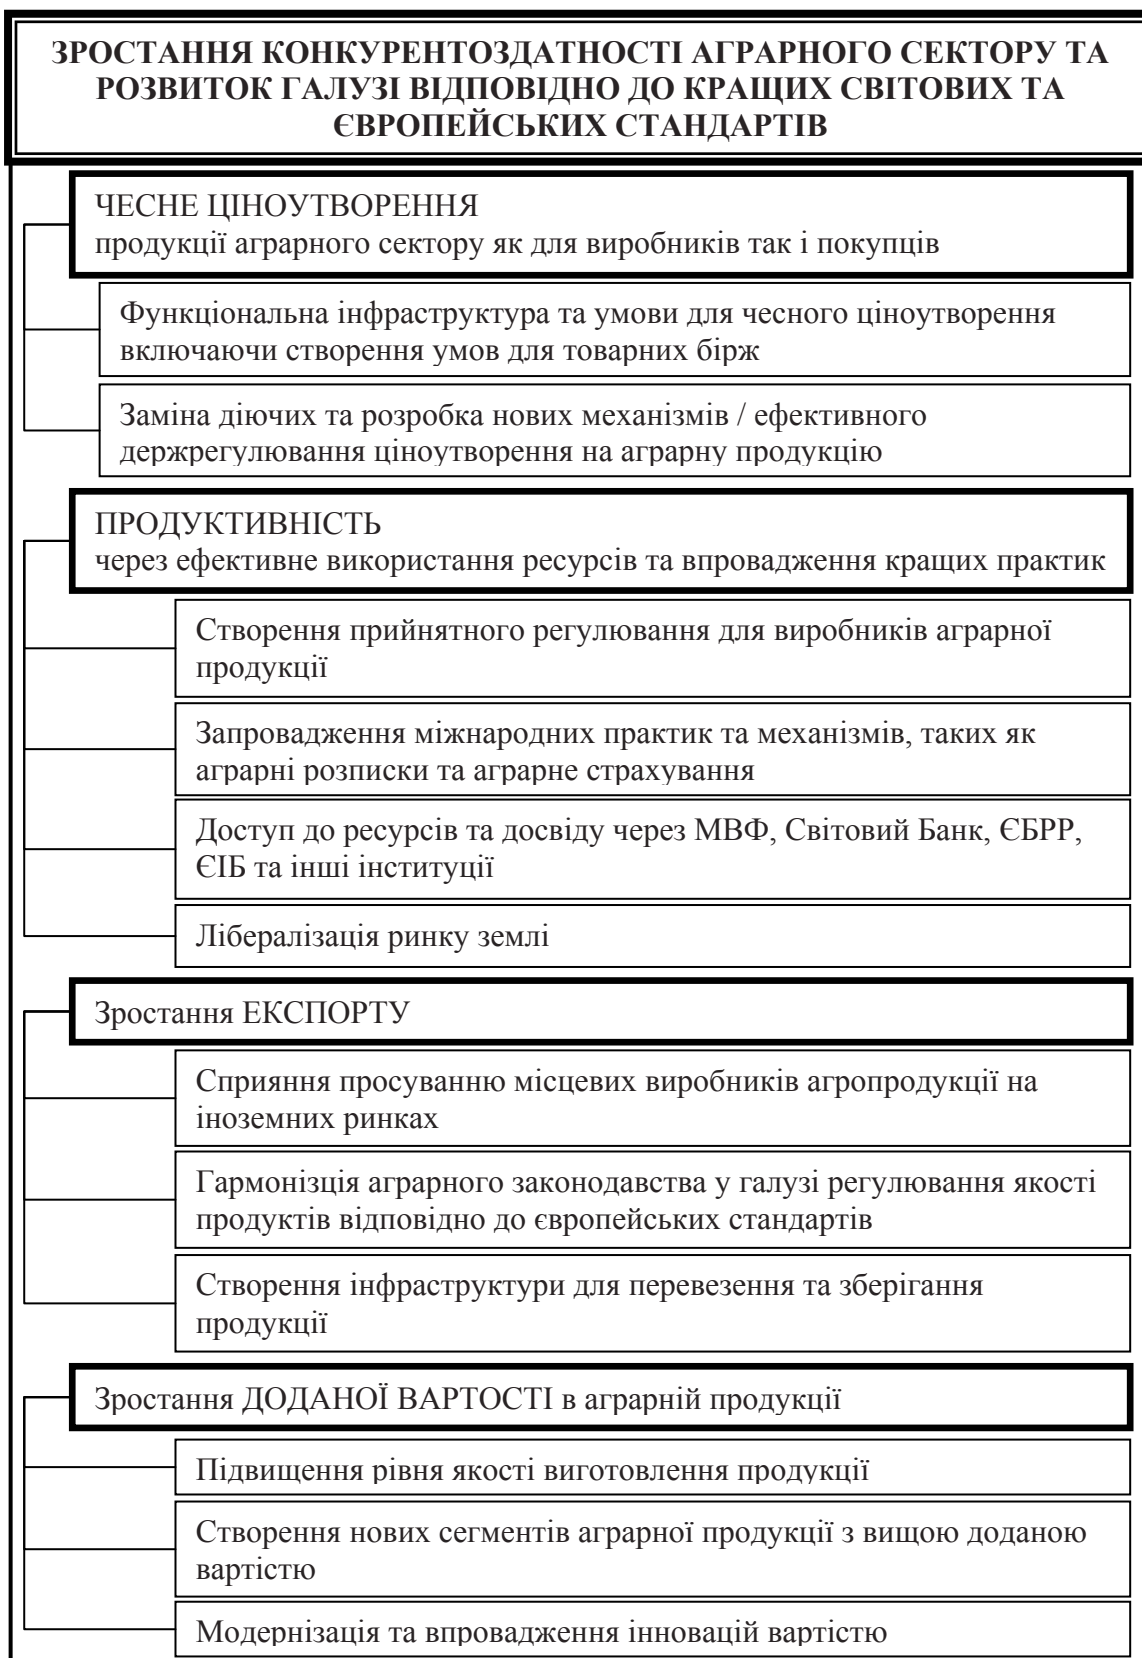 ЗРОСТАННЯ КОНКУРЕНТОЗДАТНОСТІ АГРАРНОГО СЕКТОРУ ТА
РОЗВИТОК ГАЛУЗІ ВІДПОВІДНО ДО КРАЩИХ СВІТОВИХ ТА
ЄВРОПЕЙСЬКИХ СТАНДАРТІВ
ЧЕСНЕ ЦІНОУТВОРЕННЯ
продукції аграрного сектору як для виробників так і покупців
Функціональна інфраструктура та умови для чесного ціноутворення
включаючи створення умов для товарних бірж
Заміна діючих та розробка нових механізмів / ефективного
держрегулювання ціноутворення на аграрну продукцію
ПРОДУКТИВНІСТЬ
через ефективне використання ресурсів та впровадження кращих практик
Створення прийнятного регулювання для виробників аграрної
продукції
Запровадження міжнародних практик та механізмів, таких як
аграрні розписки та аграрне страхування
Доступ до ресурсів та досвіду через МВФ, Світовий Банк, ЄБРР,
ЄІБ та інші інституції
Лібералізація ринку землі
Зростання ЕКСПОРТУ
Сприяння просуванню місцевих виробників агропродукції на
іноземних ринках
Гармонізція аграрного законодавства у галузі регулювання якості
продуктів відповідно до європейських стандартів
Створення інфраструктури для перевезення та зберігання
продукції
Зростання ДОДАНОЇ ВАРТОСТІ в аграрній продукції
Підвищення рівня якості виготовлення продукції
Створення нових сегментів аграрної продукції з вищою доданою
вартістю
Модернізація та впровадження інновацій вартістю